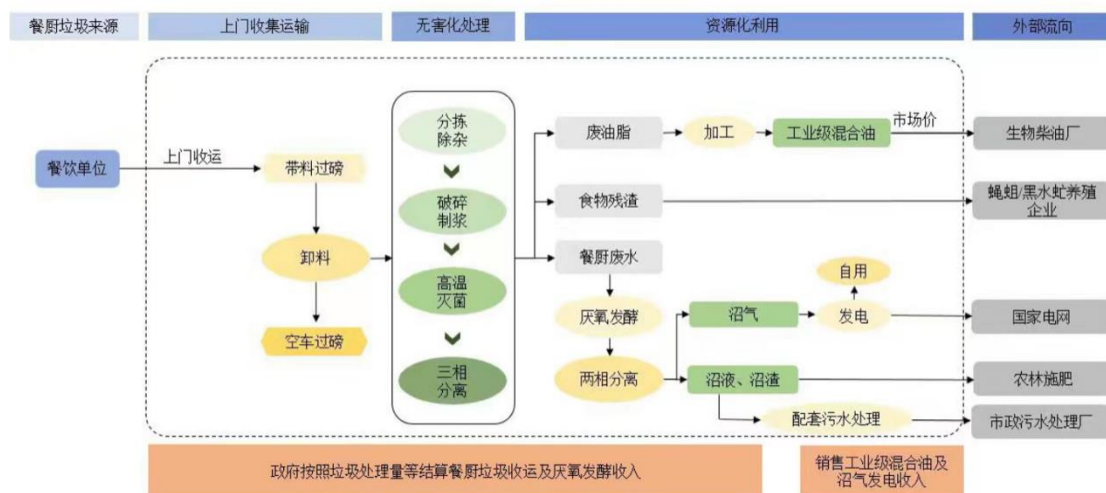 餐厨垃圾来源
上门收集运输
无害化处理
资源化利用
外部流向
餐饮单位
上门收运
带料过磅
卸料
空车过磅
分拣
除杂
破碎
制浆
高温
灭菌
三相
分离
废油脂
加工
工业级混合油
市场价
生物柴油厂
食物残渣
蝇蛆/黑水虻养殖
企业
餐厨废水
厌氧发酵
两相分离
沼气
发电
自用
国家电网
沼液、沼渣
农林施肥
配套污水处理
市政污水处理厂
政府按照垃圾处理量等结算餐厨垃圾收运及厌氧发酵收入
销售工业级混合油及
沼气发电收入